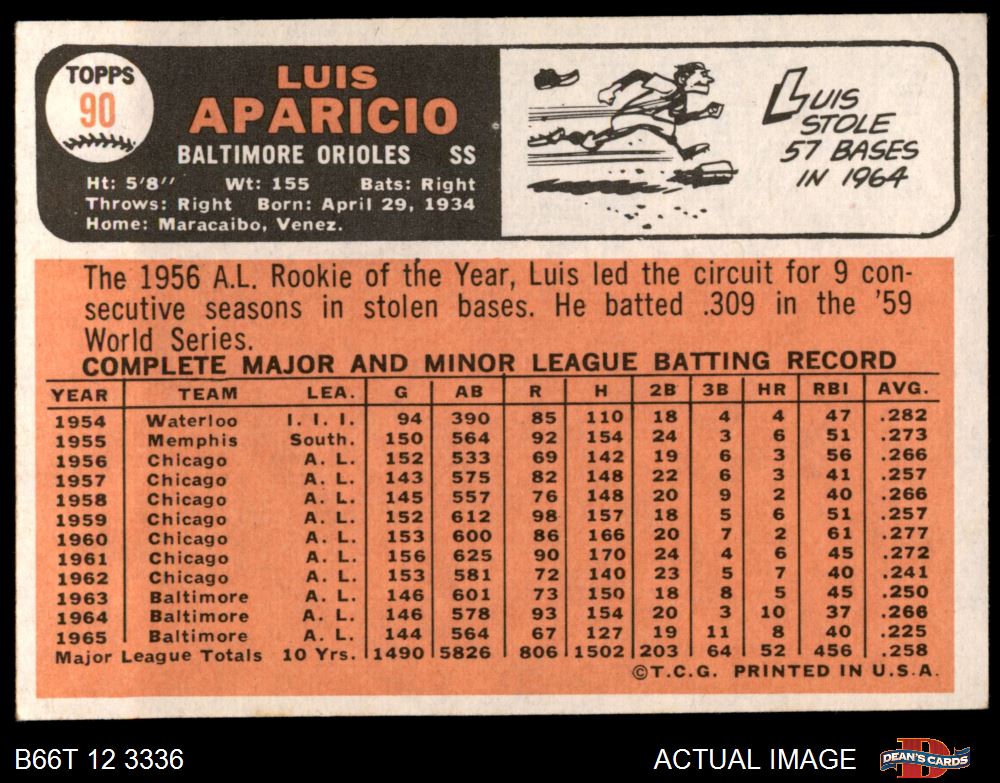 TOPPS
90
LUIS
APARICIO
BALTIMORE ORIOLES SS
Ht: 5'8" Wt: 155 Bats: Right
Throws: Right Born: April 29, 1934
Home: Maracaibo, Venez.
LUIS
STOLE
57 BASES
IN 1964
The 1956 A.L. Rookie of the Year, Luis led the circuit for 9 con-
secutive seasons in stolen bases. He batted .309 in the '59
World Series.
COMPLETE MAJOR AND MINOR LEAGUE BATTING RECORD
YEAR TEAM LEA. G AB R H 2B 3B HR RBI AVG.
1954 Waterloo I. I. I. 94 390 85 110 18 4 4 47 .282
1955 Memphis South. 150 564 92 154 24 3 6 51 .273
1956 Chicago A. L. 152 533 69 142 19 6 3 56 .266
1957 Chicago A. L. 143 575 82 148 22 6 3 41 .257
1958 Chicago A. L. 145 557 76 148 20 9 2 40 .266
1959 Chicago A. L. 152 612 98 157 18 5 6 51 .257
1960 Chicago A. L. 153 600 86 166 20 7 2 61 .277
1961 Chicago A. L. 156 625 90 170 24 4 6 45 .272
1962 Chicago A. L. 153 581 72 140 23 5 7 40 .241
1963 Baltimore A. L. 146 601 73 150 18 8 5 45 .250
1964 Baltimore A. L. 146 578 93 154 20 3 10 37 .266
1965 Baltimore A. L. 144 564 67 127 19 11 8 40 .225
Major League Totals 10 Yrs. 1490 5826 806 1502 203 64 52 456 .258
©T.C.G. PRINTED IN U.S.A.
B66T 12 3336
ACTUAL IMAGE
DEAN'S CARDS